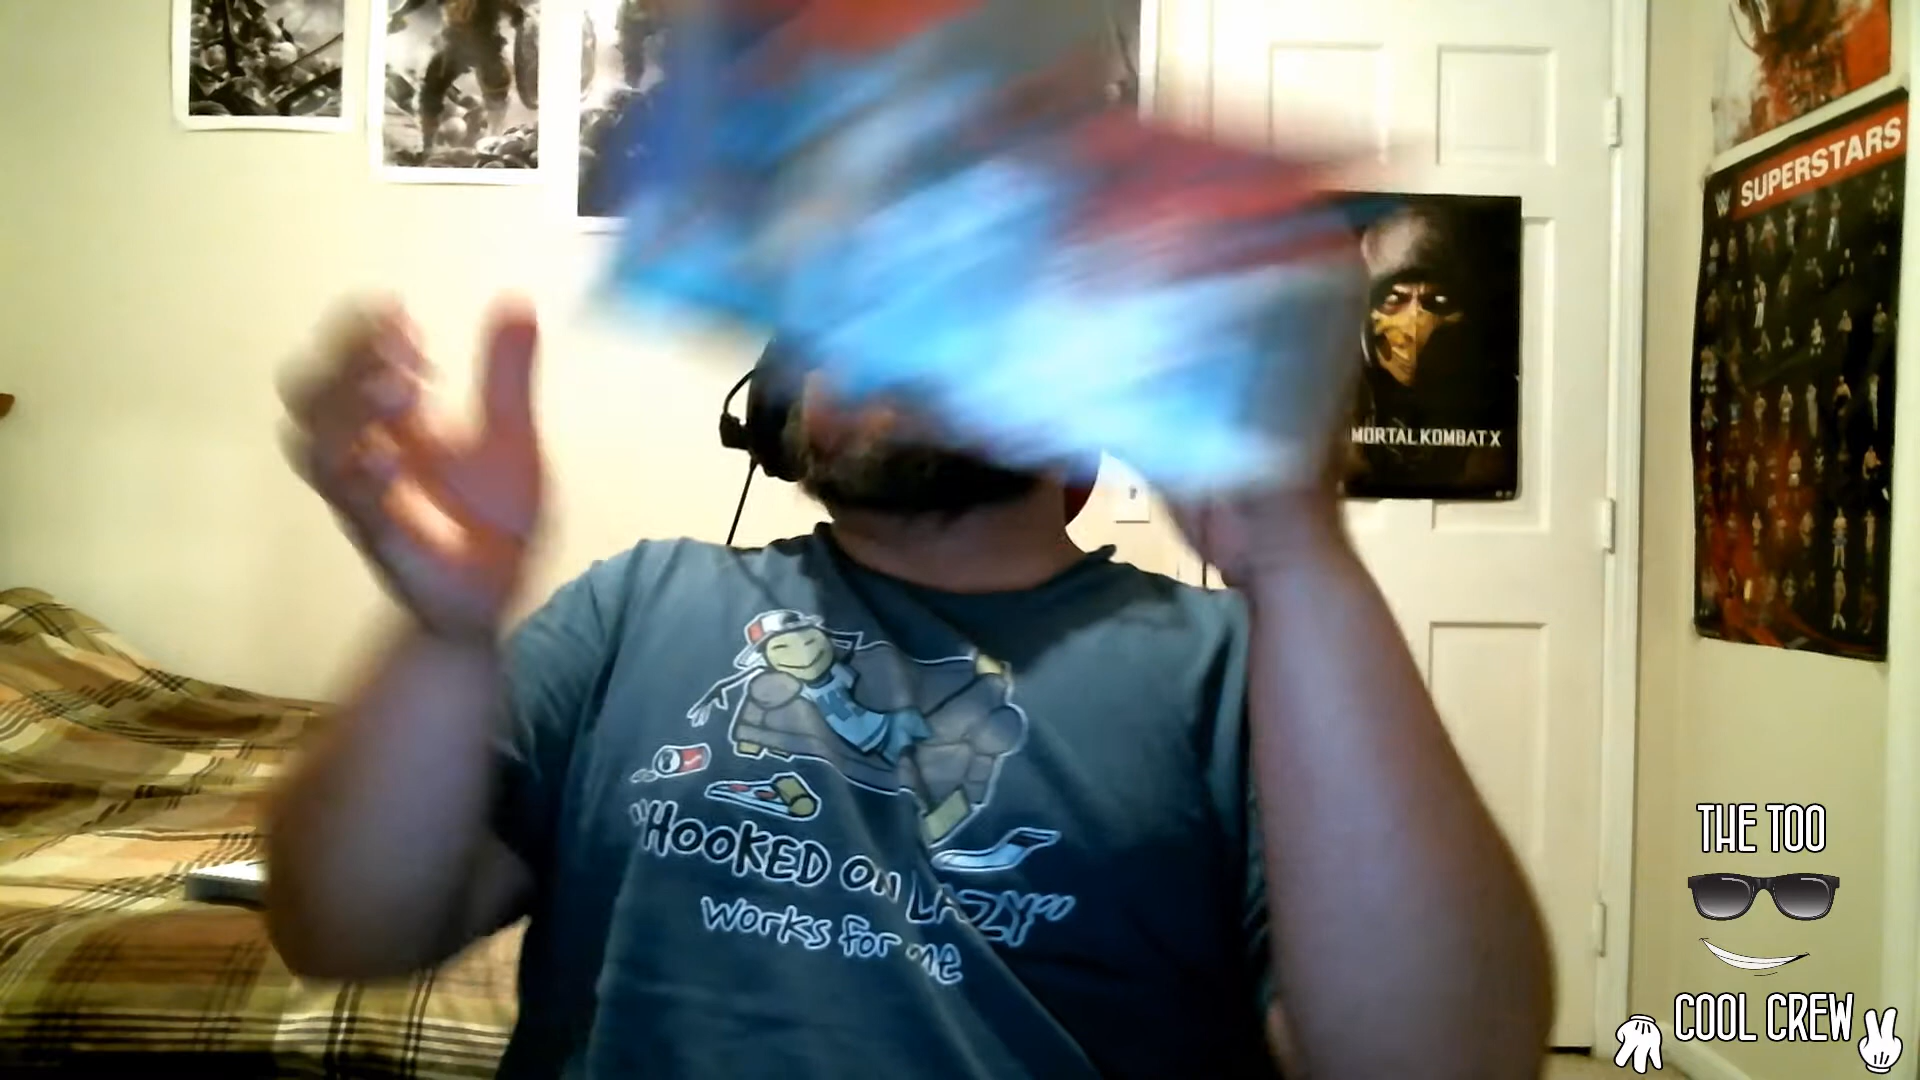 W SUPERSTARS
MORTAL KOMBAT X
"HOOKED ON LAZY"
works for me
THE TOO
COOL CREW